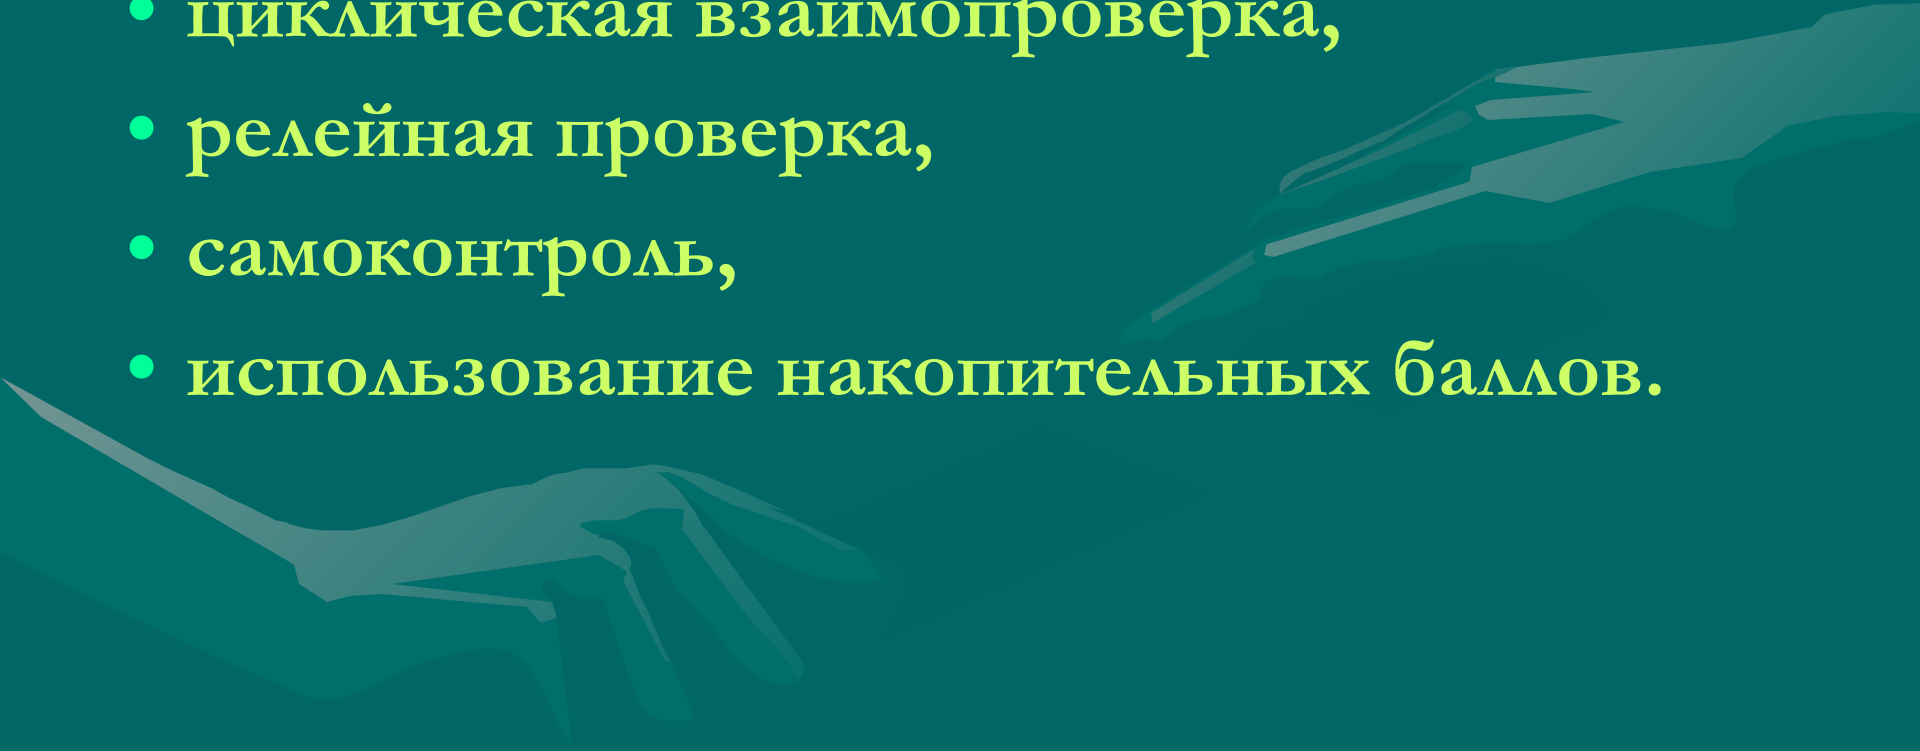 • циклическая взаимопроверка,
• релейная проверка,
• самоконтроль,
• использование накопительных баллов.